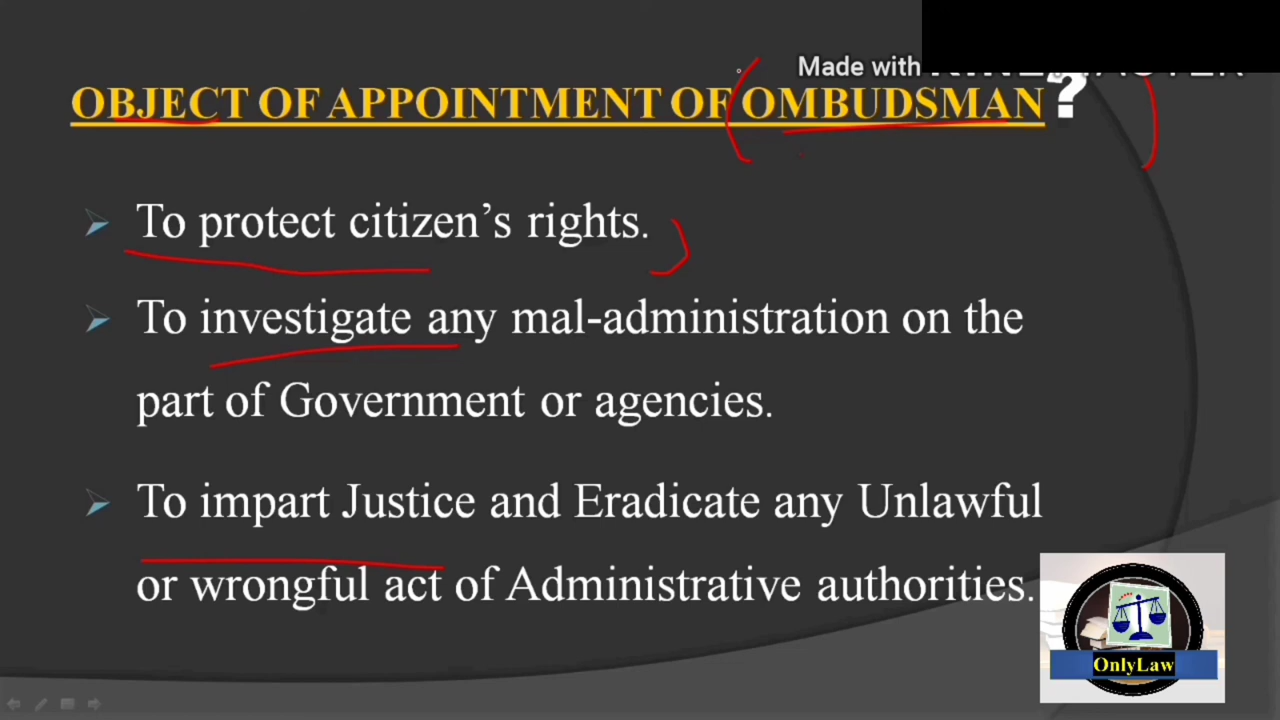 Made with
OBJECT OF APPOINTMENT OF OMBUDSMAN?
To protect citizen's rights.
To investigate any mal-administration on the
part of Government or agencies.
To impart Justice and Eradicate any Unlawful
or wrongful act of Administrative authorities.
OnlyLaw